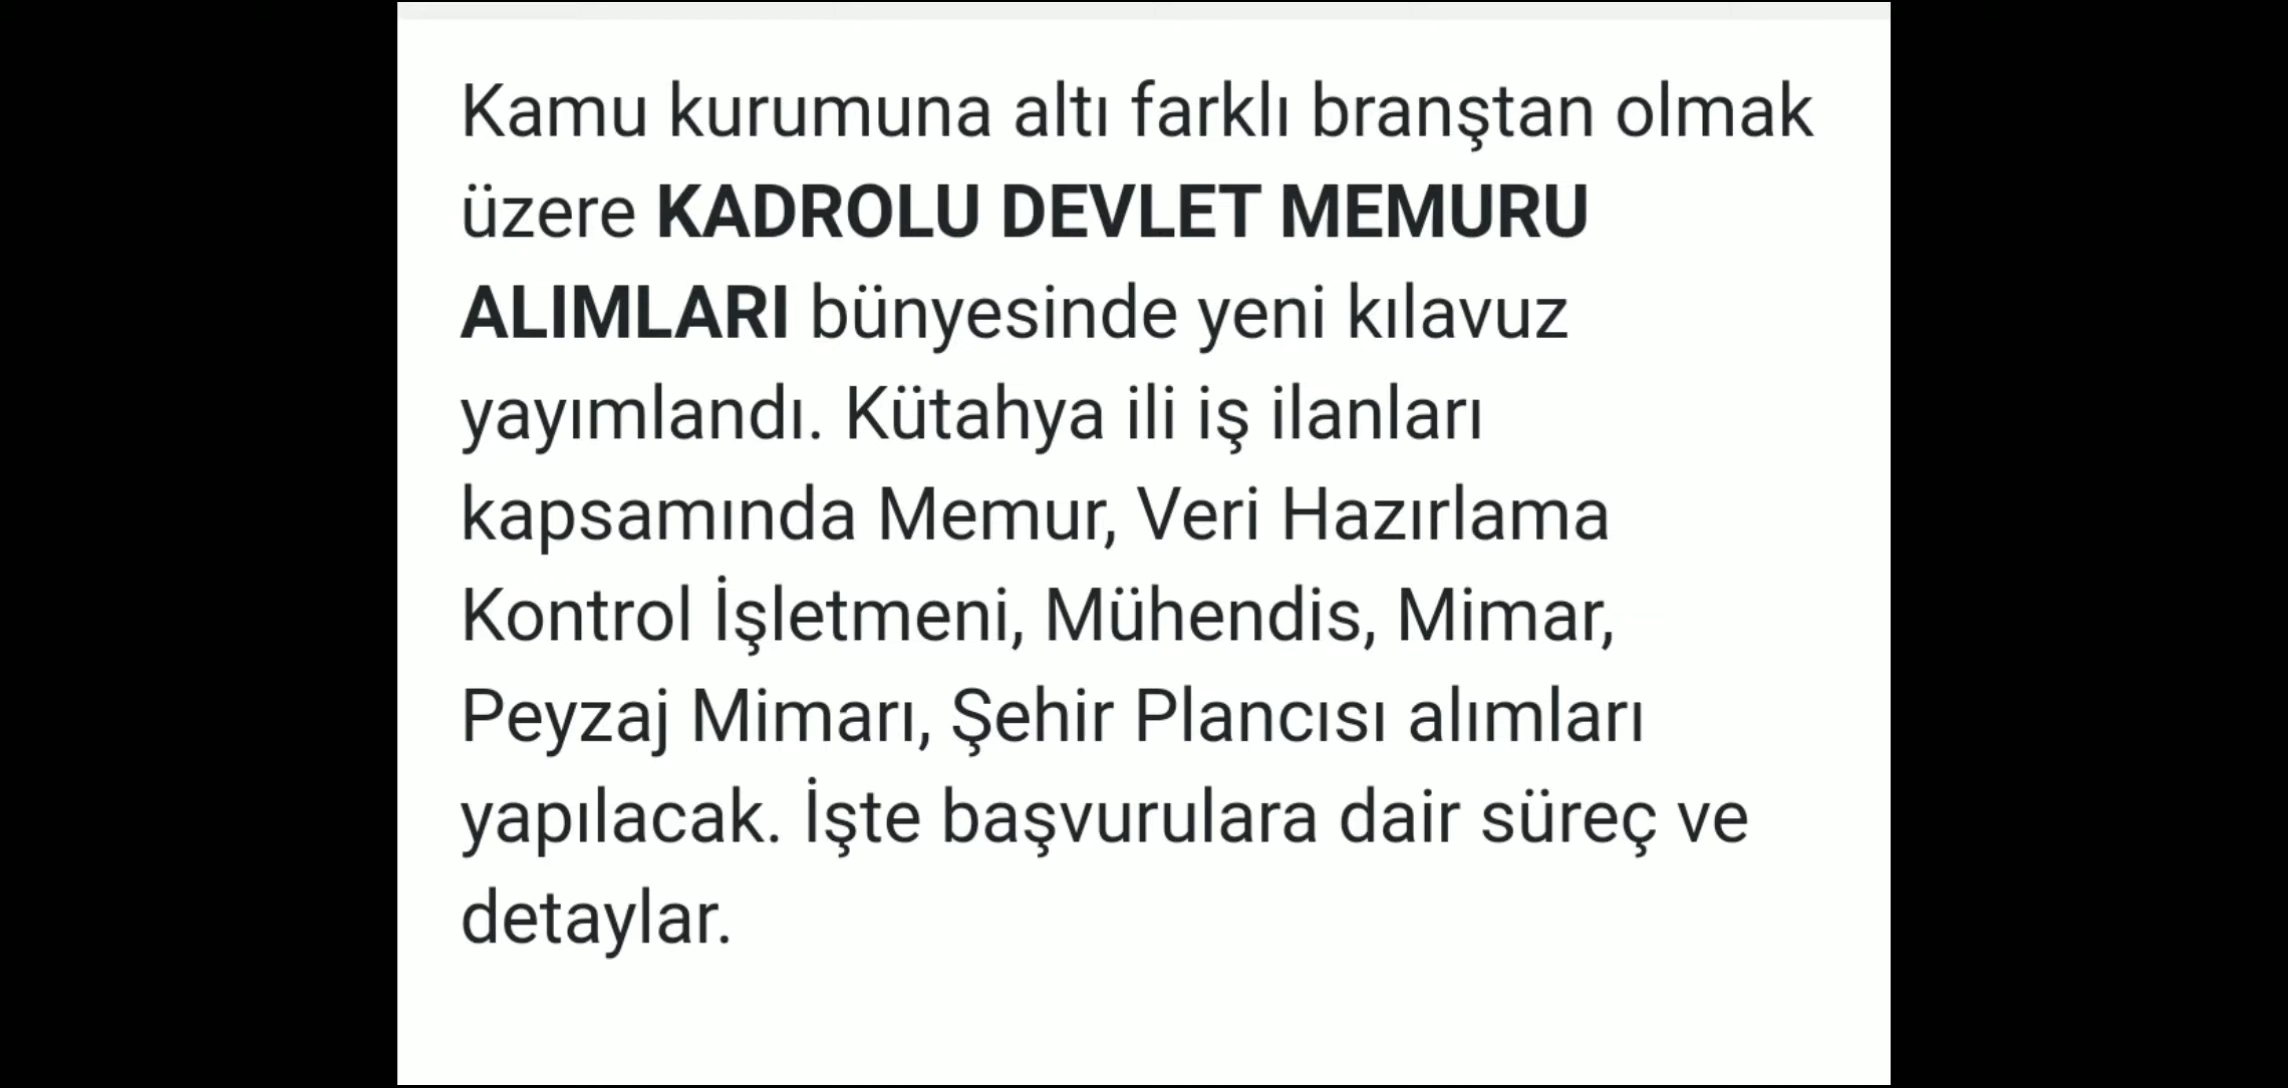 Kamu kurumuna altı farklı branştan olmak
üzere KADROLU DEVLET MEMURU
ALIMLARI bünyesinde yeni kılavuz
yayımlandı. Kütahya ili iş ilanları
kapsamında Memur, Veri Hazırlama
Kontrol İşletmeni, Mühendis, Mimar,
Peyzaj Mimarı, Şehir Plancısı alımları
yapılacak. İşte başvurulara dair süreç ve
detaylar.